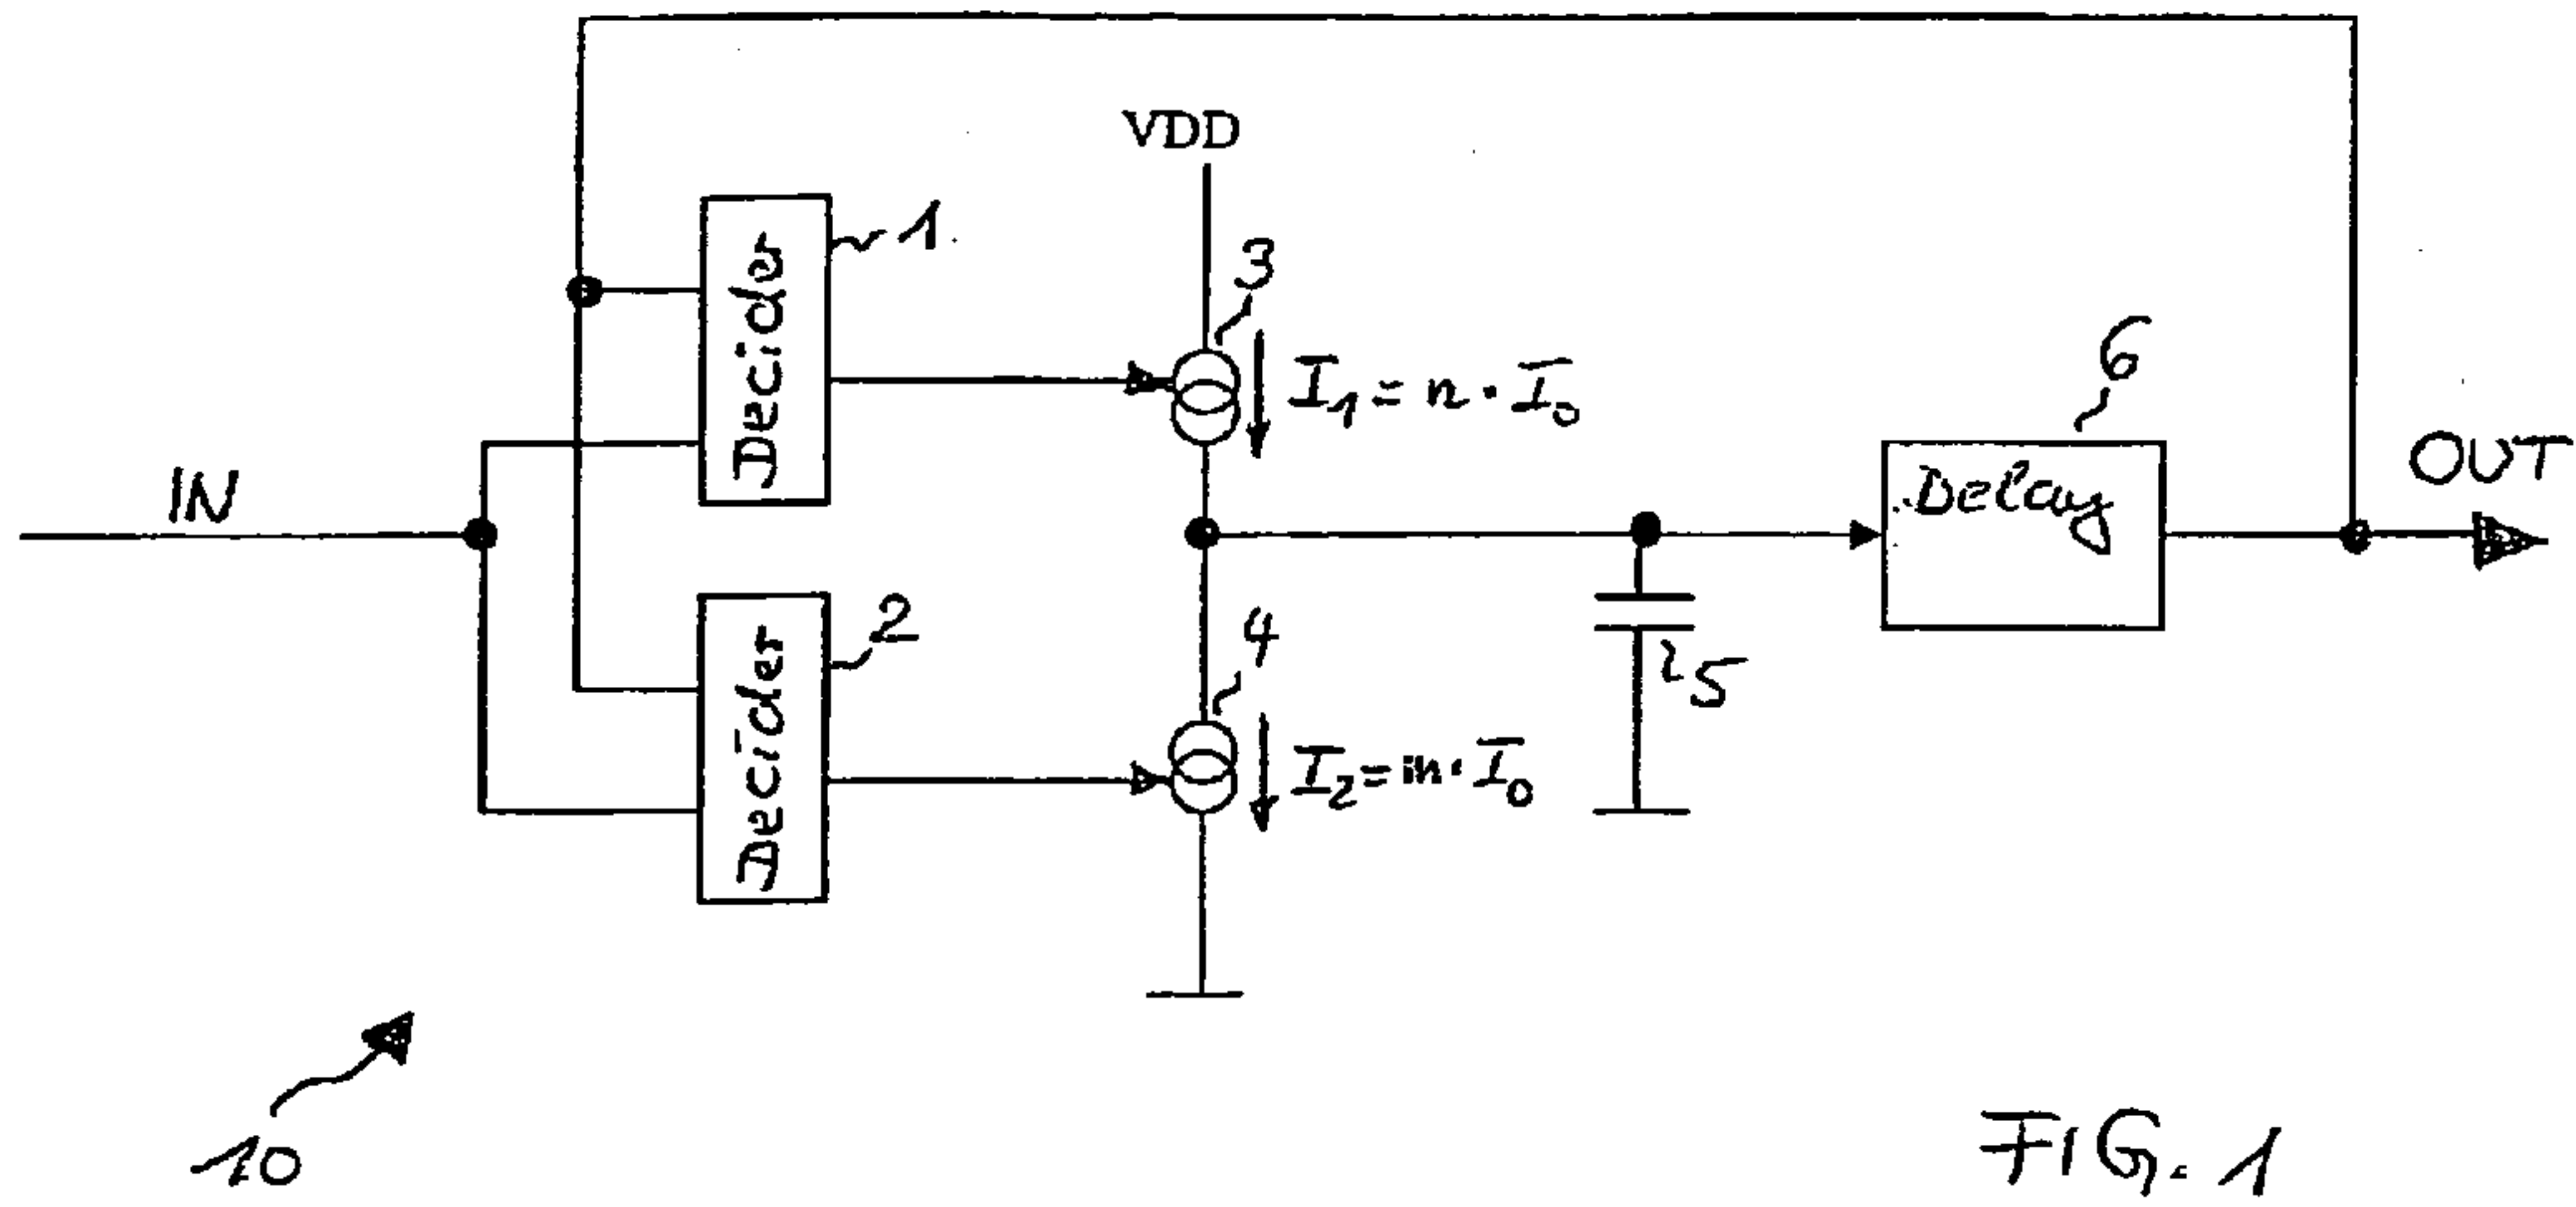 VDD
Decider
1
3
I₁ = n · I₀
6
IN
Delay
OUT
Decider
2
4
I₂ = m · I₀
5
10
FIG. 1